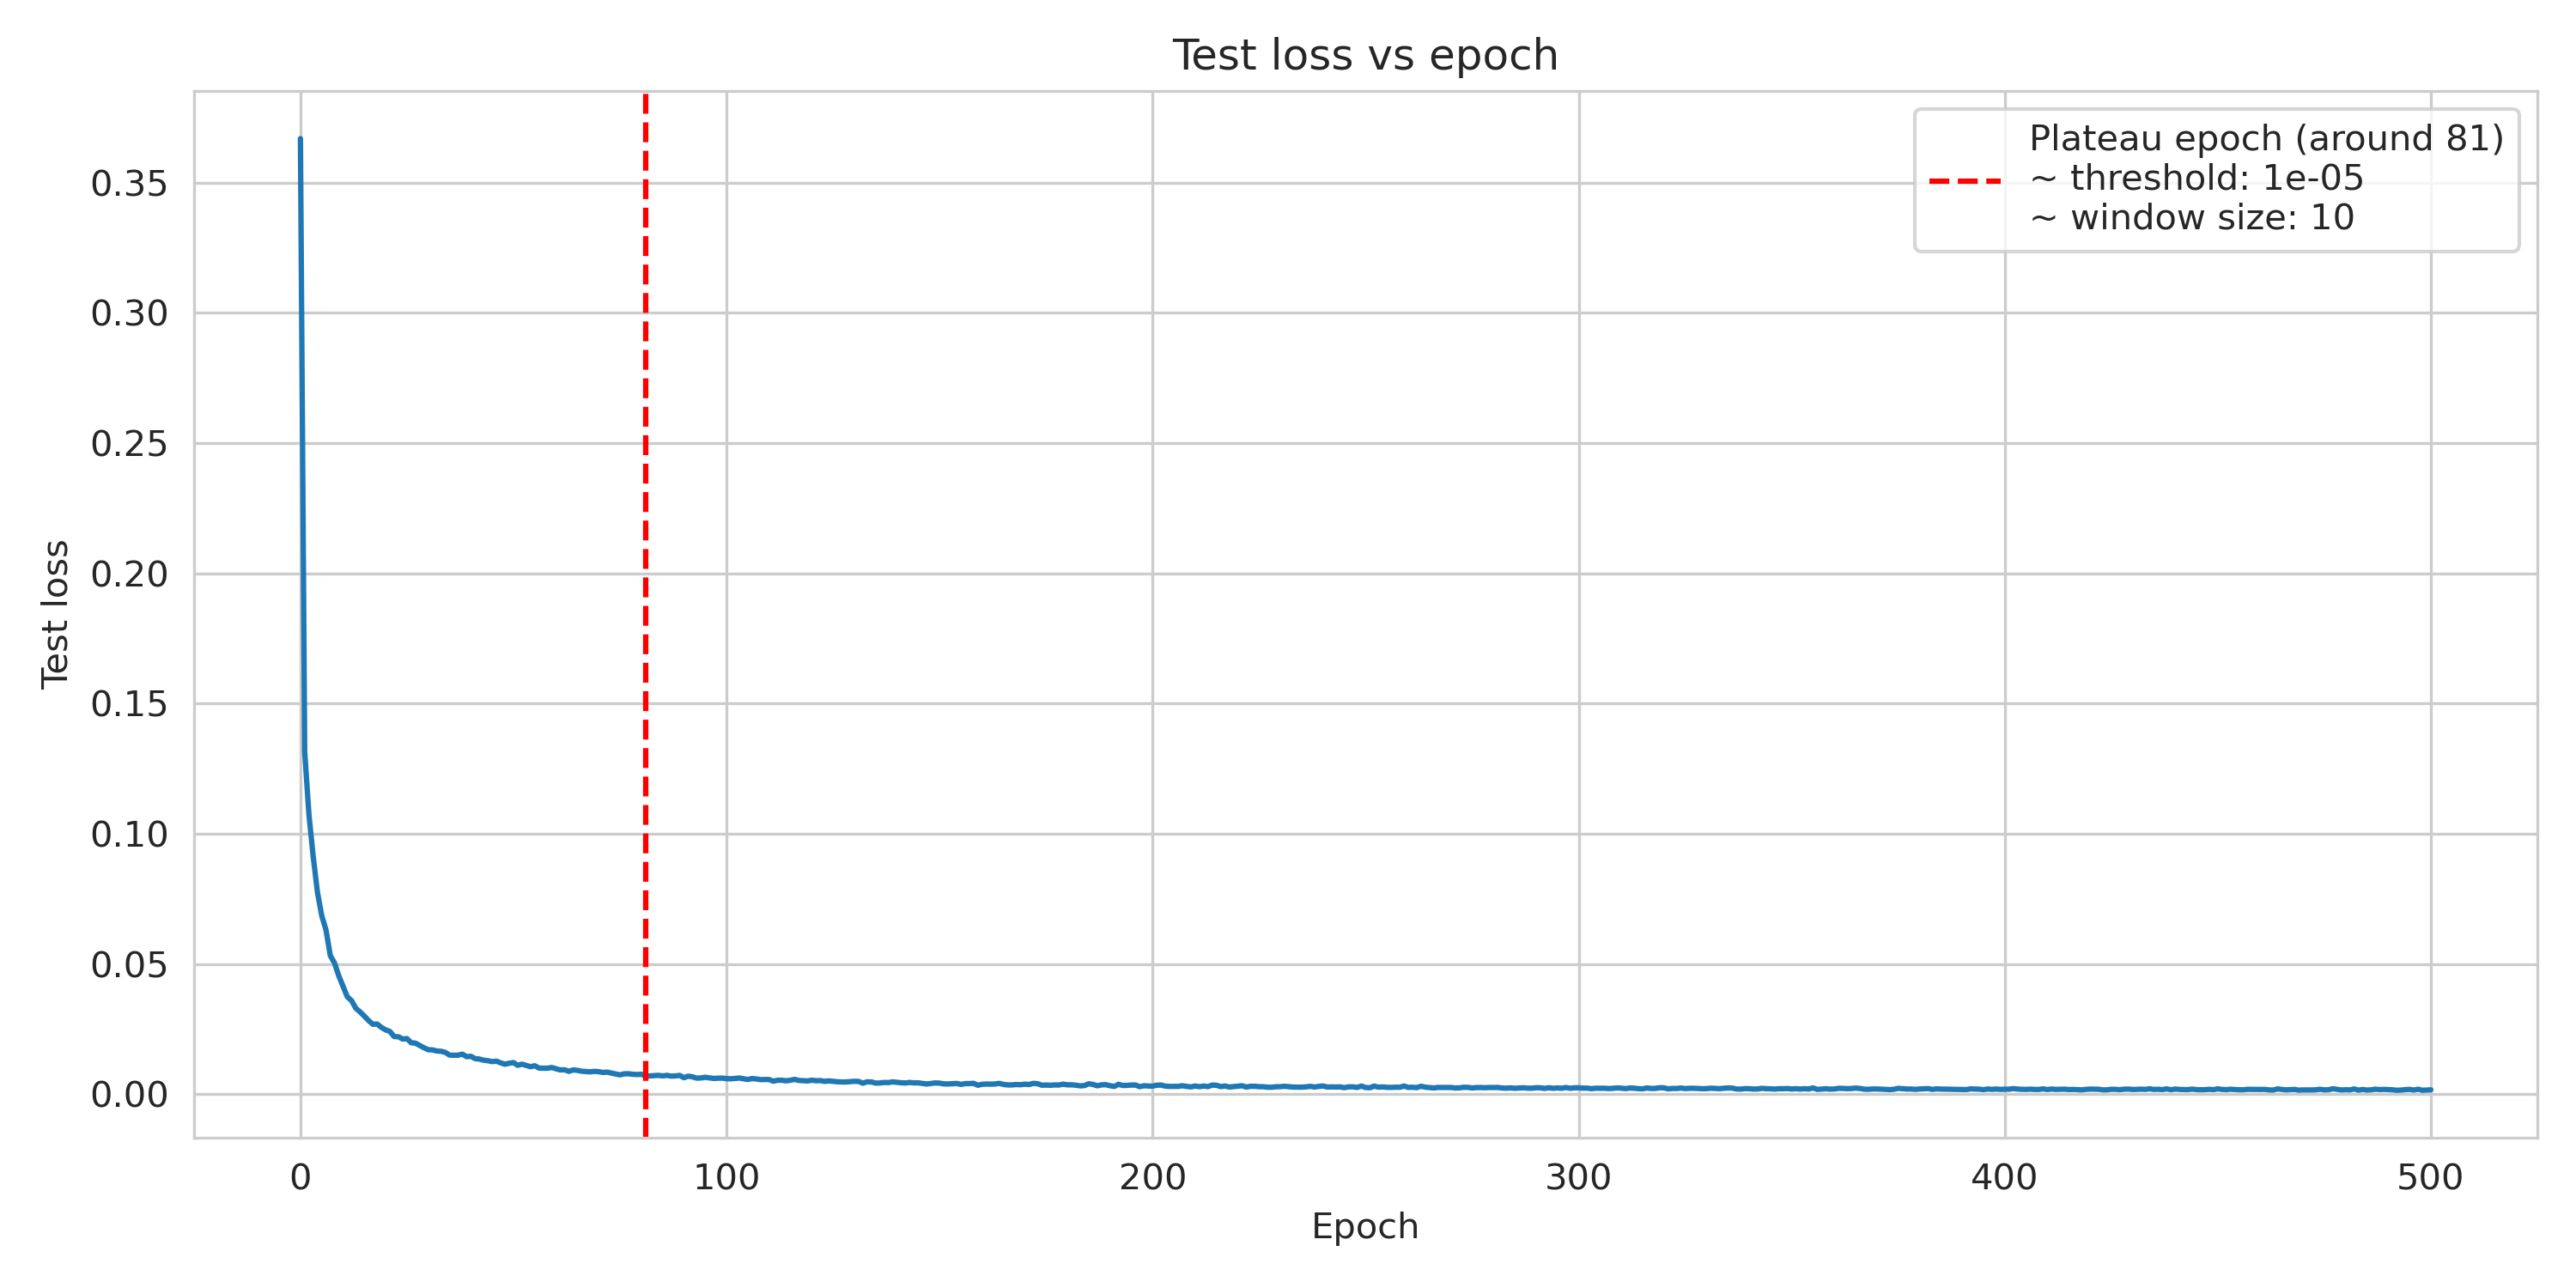 Test loss vs epoch
Plateau epoch (around 81)
~ threshold: 1e-05
~ window size: 10
Test loss
0.35
0.30
0.25
0.20
0.15
0.10
0.05
0.00
0 100 200 300 400 500
Epoch